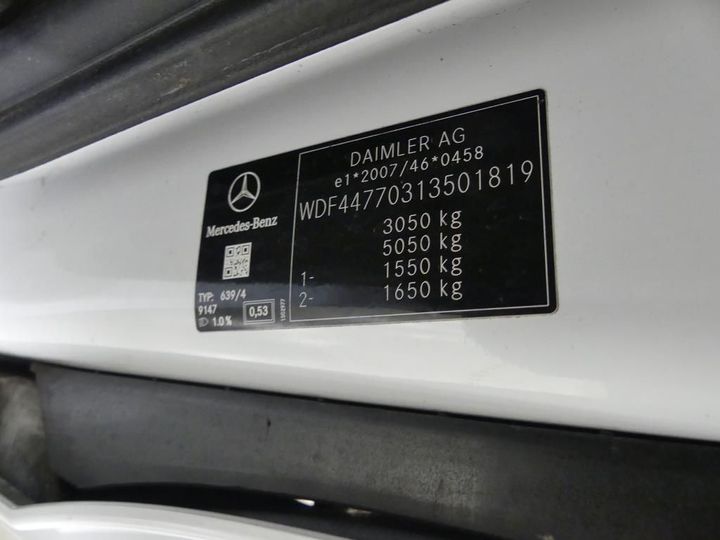 DAIMLER AG
e1*2007/46*0458
WDF44770313501819
3050 kg
5050 kg
1- 1550 kg
2- 1650 kg
Mercedes-Benz
TYP: 639/4
9147
1.0 % 0,53